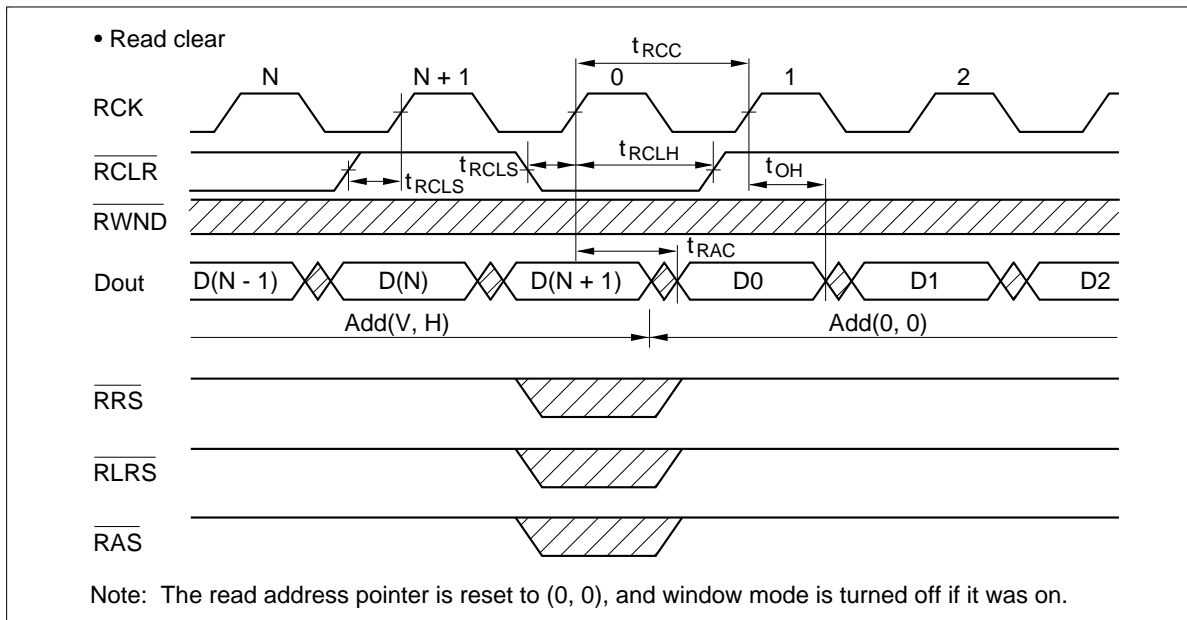 • Read clear
tRCC
N N + 1 0 1 2
RCK
RCLR tRCLS tRCLH
tRCLS tOH
RWND
tRAC
Dout D(N - 1) D(N) D(N + 1) D0 D1 D2
Add(V, H) Add(0, 0)
RRS
RLRS
RAS
Note: The read address pointer is reset to (0, 0), and window mode is turned off if it was on.